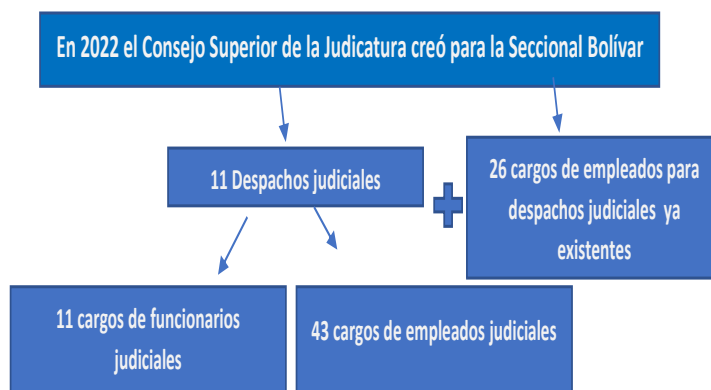 En 2022 el Consejo Superior de la Judicatura creó para la Seccional Bolívar
11 Despachos judiciales
26 cargos de empleados para
despachos judiciales ya
existentes
11 cargos de funcionarios
judiciales
43 cargos de empleados judiciales